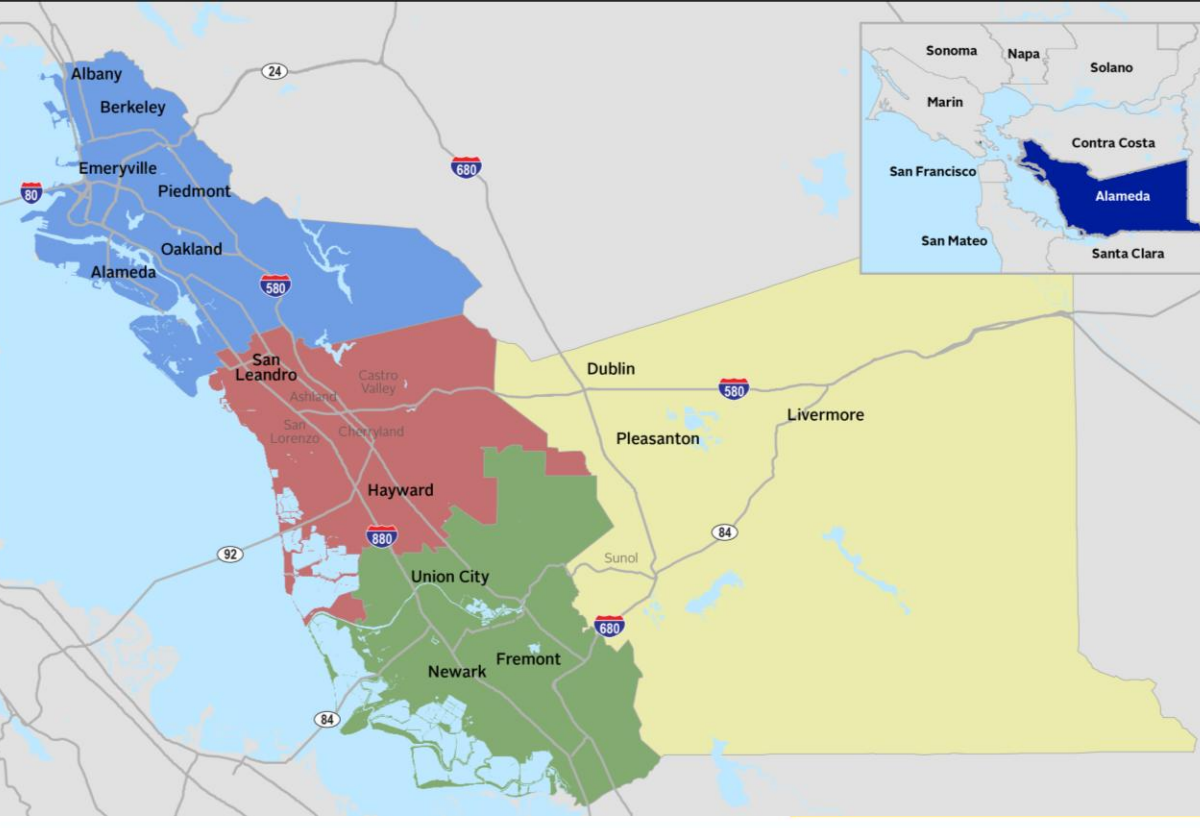 Albany
Berkeley
Emeryville
Piedmont
Oakland
Alameda
24
680
80
580
San
Leandro
Castro
Valley
Ashland
San
Lorenzo
Cherryland
Hayward
880
92
Union City
Fremont
Newark
84
Dublin
580
Livermore
Pleasanton
84
Sunol
680
Sonoma
Napa
Solano
Marin
Contra Costa
San Francisco
Alameda
San Mateo
Santa Clara